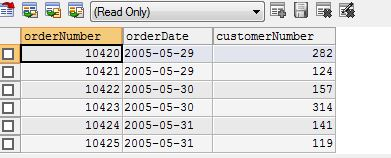 (Read Only)
orderNumber orderDate customerNumber
10420 2005-05-29 282
10421 2005-05-29 124
10422 2005-05-30 157
10423 2005-05-30 314
10424 2005-05-31 141
10425 2005-05-31 119